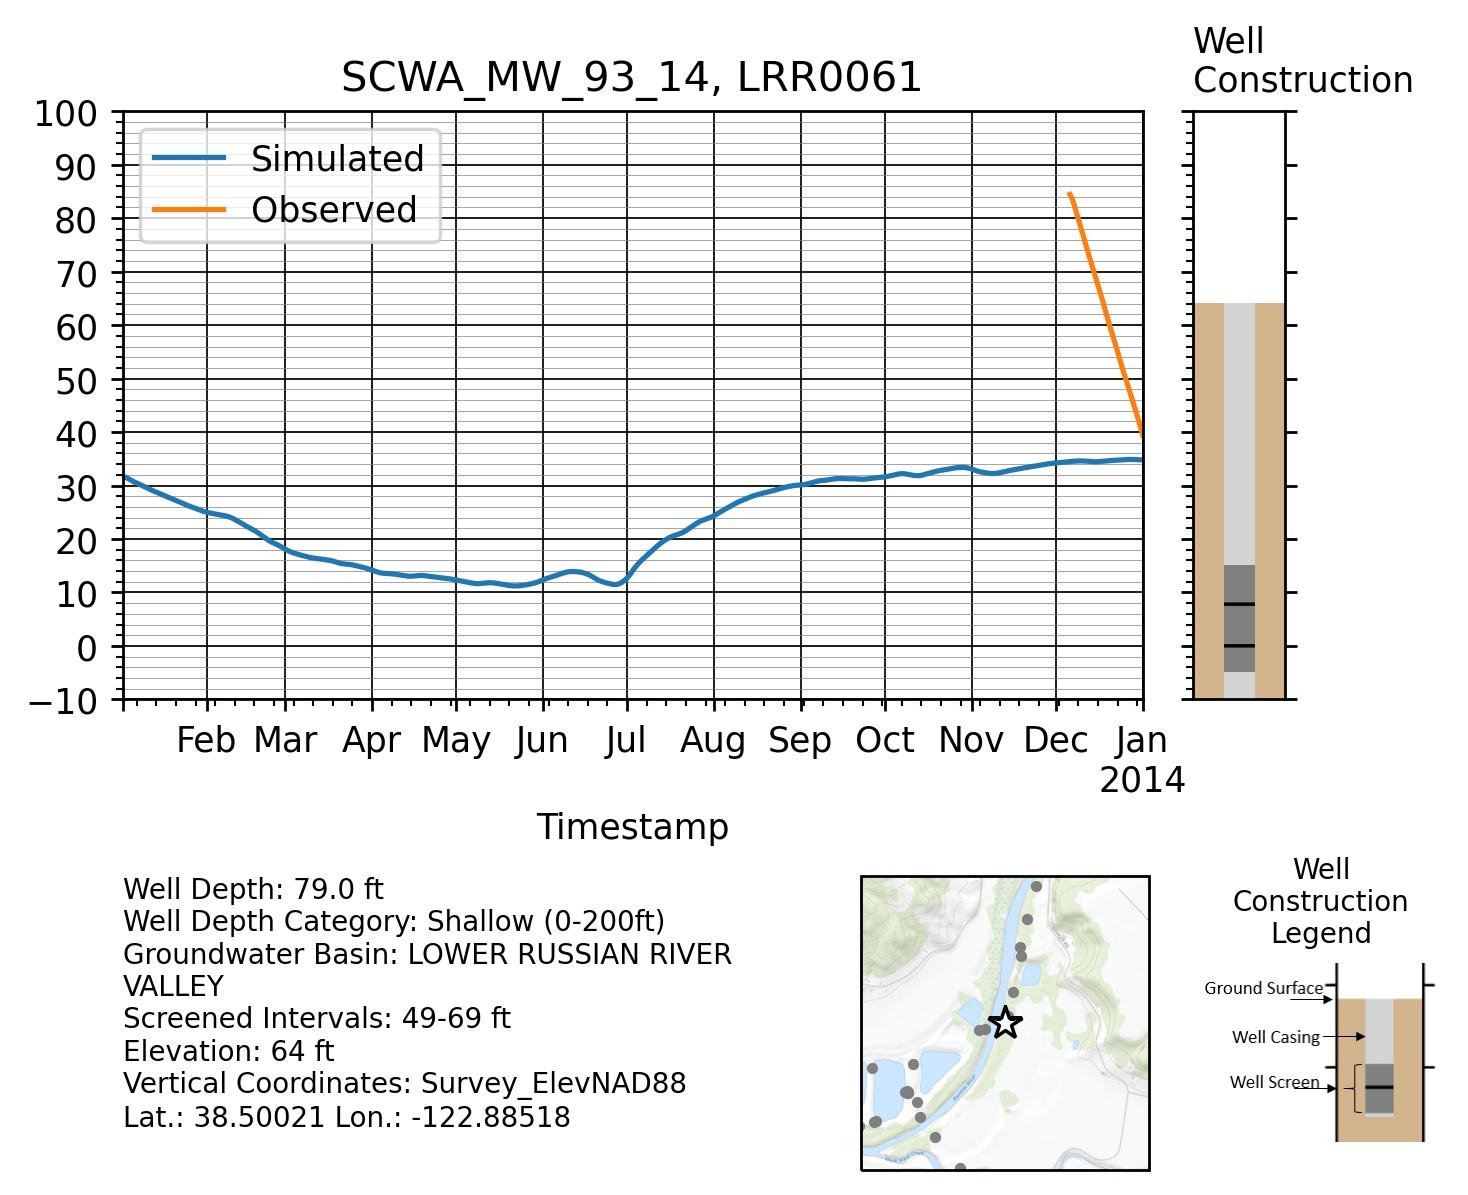 SCWA_MW_93_14, LRR0061
Well
Construction
100
90
80
70
60
50
40
30
20
10
0
−10
Simulated
Observed
Feb Mar Apr May Jun Jul Aug Sep Oct Nov Dec Jan
2014
Timestamp
Well Depth: 79.0 ft
Well Depth Category: Shallow (0-200ft)
Groundwater Basin: LOWER RUSSIAN RIVER
VALLEY
Screened Intervals: 49-69 ft
Elevation: 64 ft
Vertical Coordinates: Survey_ElevNAD88
Lat.: 38.50021 Lon.: -122.88518
Well
Construction
Legend
Ground Surface
Well Casing
Well Screen